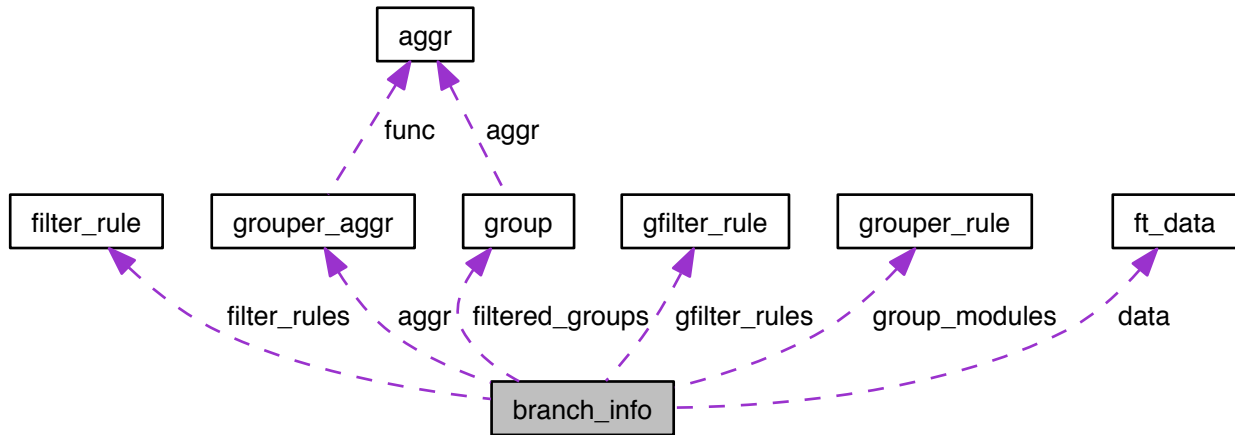 aggr
func
aggr
filter_rule
grouper_aggr
group
gfilter_rule
grouper_rule
ft_data
filter_rules
aggr
filtered_groups
gfilter_rules
group_modules
data
branch_info